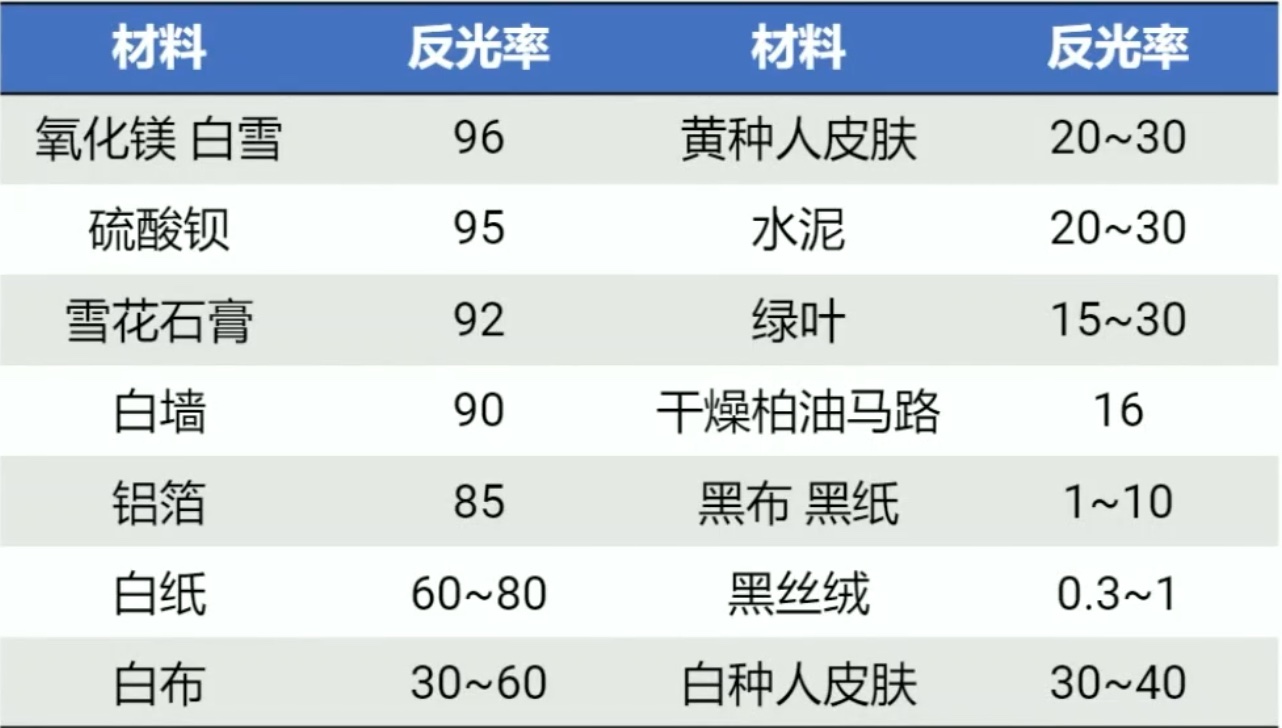 材料 反光率 材料 反光率
氧化镁 白雪 96 黄种人皮肤 20~30
硫酸钡 95 水泥 20~30
雪花石膏 92 绿叶 15~30
白墙 90 干燥柏油马路 16
铝箔 85 黑布 黑纸 1~10
白纸 60~80 黑丝绒 0.3~1
白布 30~60 白种人皮肤 30~40